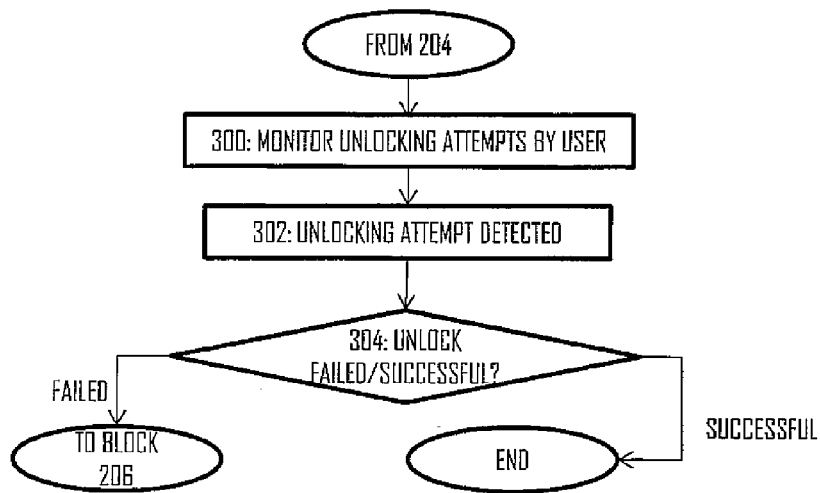 FROM 204
300: MONITOR UNLOCKING ATTEMPTS BY USER
302: UNLOCKING ATTEMPT DETECTED
304: UNLOCK
FAILED/SUCCESSFUL?
FAILED
SUCCESSFUL
TO BLOCK
206
END